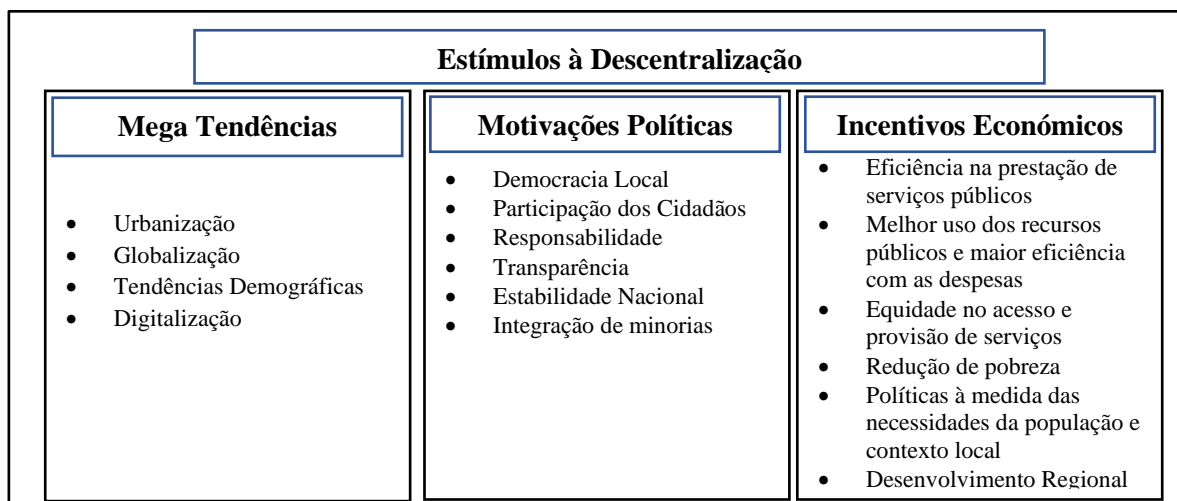 Estímulos à Descentralização
Mega Tendências
• Urbanização
• Globalização
• Tendências Demográficas
• Digitalização
Motivações Políticas
• Democracia Local
• Participação dos Cidadãos
• Responsabilidade
• Transparência
• Estabilidade Nacional
• Integração de minorias
Incentivos Económicos
• Eficiência na prestação de
serviços públicos
• Melhor uso dos recursos
públicos e maior eficiência
com as despesas
• Equidade no acesso e
provisão de serviços
• Redução de pobreza
• Políticas à medida das
necessidades da população e
contexto local
• Desenvolvimento Regional